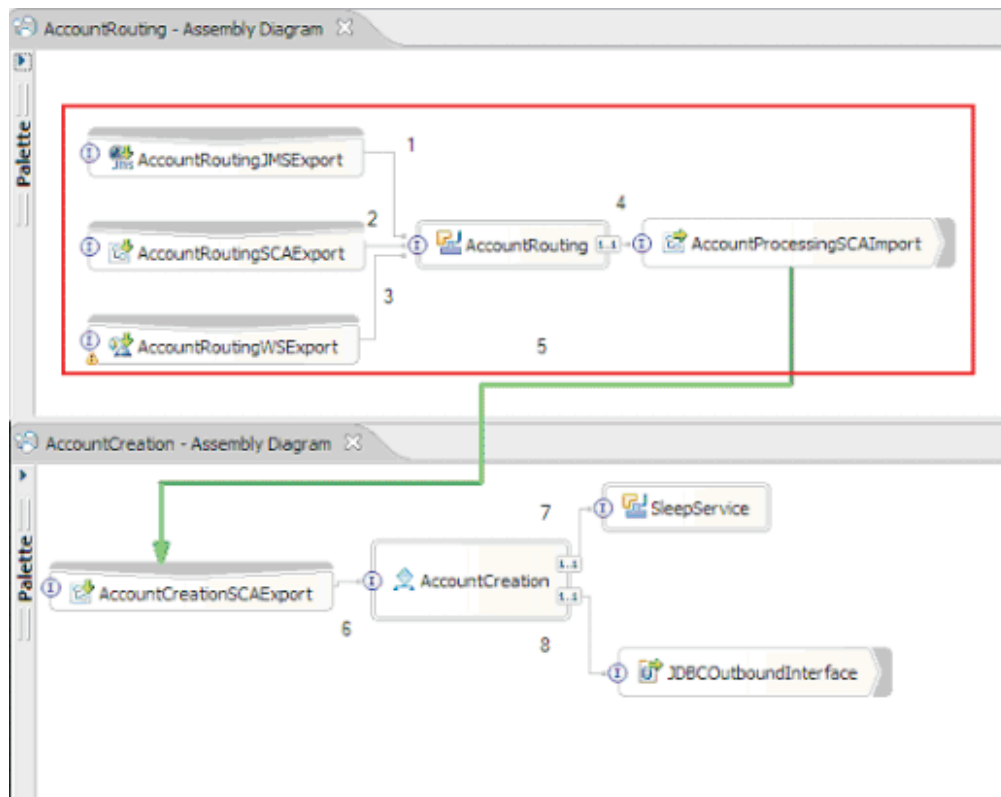 AccountRouting - Assembly Diagram
Palette
1
AccountRoutingJMSExport
2
4
AccountRoutingSCAExport
AccountRouting
1..1
AccountProcessingSCAImport
3
AccountRoutingWSExport
5
AccountCreation - Assembly Diagram
Palette
7
SleepService
1..1
AccountCreation
AccountCreationSCAExport
1..1
6
8
JDBCOutboundInterface